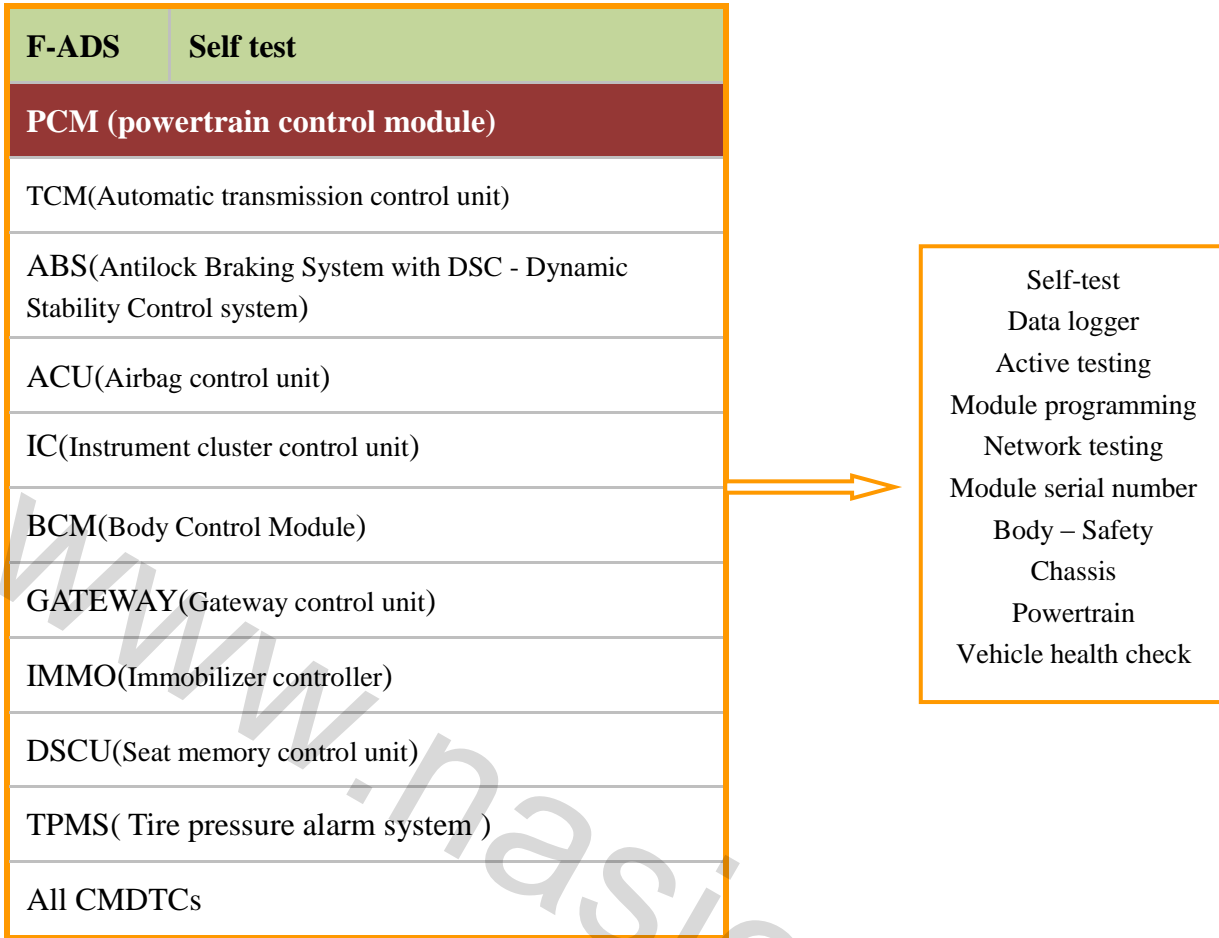 F-ADS Self test
PCM (powertrain control module)
TCM(Automatic transmission control unit)
ABS(Antilock Braking System with DSC - Dynamic
Stability Control system)
ACU(Airbag control unit)
IC(Instrument cluster control unit)
BCM(Body Control Module)
GATEWAY(Gateway control unit)
IMMO(Immobilizer controller)
DSCU(Seat memory control unit)
TPMS( Tire pressure alarm system )
All CMDTCs
Self-test
Data logger
Active testing
Module programming
Network testing
Module serial number
Body – Safety
Chassis
Powertrain
Vehicle health check
www.nasi